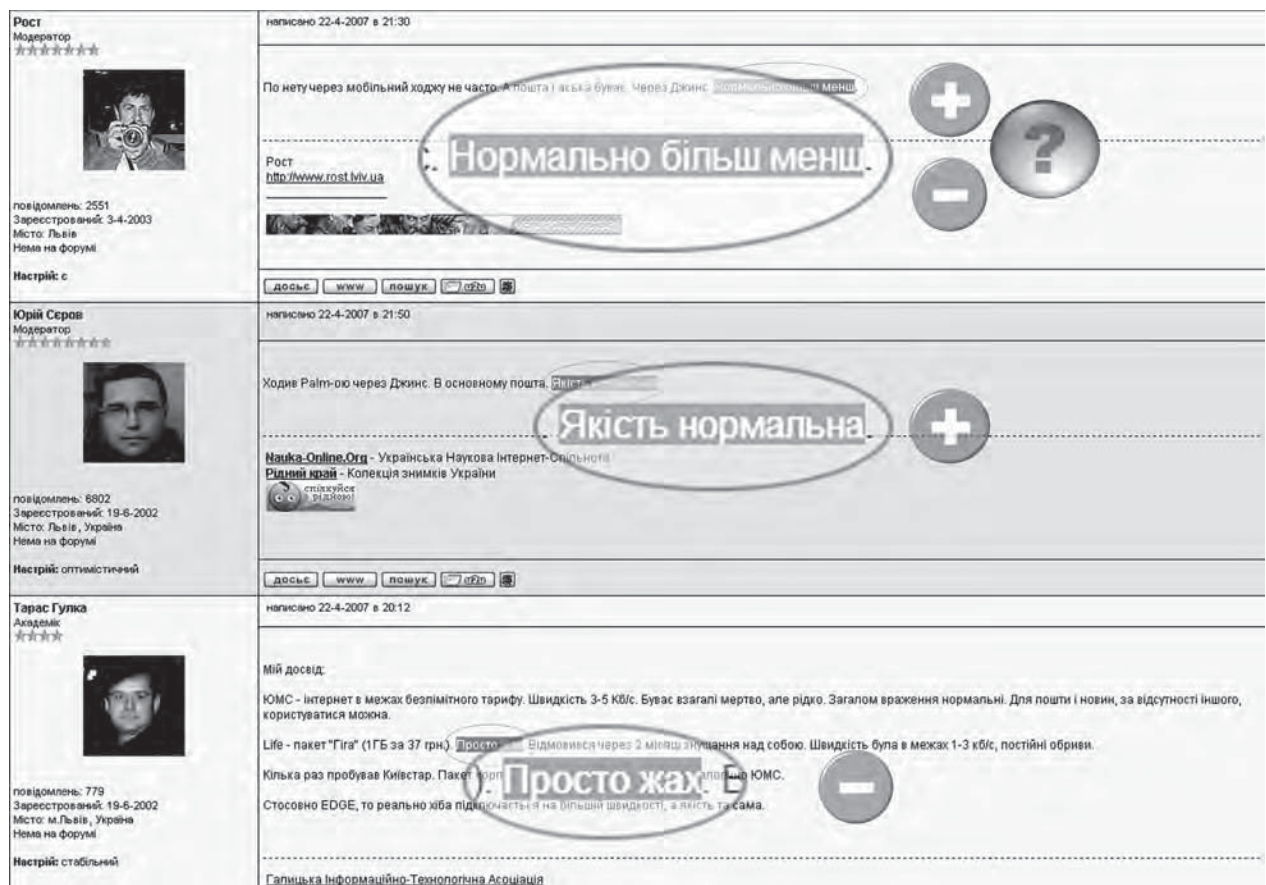 Рост
Модератор
написано 22-4-2007 в 21:30
По нету через мобільний ходжу не часто. А пошта і аська буває. Через Джинс. Нормально більш менш.
Нормально більш менш.
Рост
http://www.rost.lviv.ua
повідомлень: 2551
Зареєстрований: 3-4-2003
Місто: Львів
Нема на форумі
Настрій: є
досьє www пошук
Юрій Сєров
Модератор
написано 22-4-2007 в 21:50
Ходив Palm-ою через Джинс. В основному пошта. Якість
Якість нормальна.
Nauka-Online.Org - Українська Наукова Інтернет-Спільнота
Рідний край - Колекція знимків України
спілкуйся рідною!
повідомлень: 6802
Зареєстрований: 19-6-2002
Місто: Львів, Україна
Нема на форумі
Настрій: оптимістичний
досьє www пошук
Тарас Гулка
Академік
написано 22-4-2007 в 20:12
Мій досвід:
ЮМС - інтернет в межах безлімітного тарифу. Швидкість 3-5 Кб/с. Буває взагалі мертво, але рідко. Загалом враження нормальні. Для пошти і новин, за відсутності іншого,
користуватися можна.
Life - пакет "Гіга" (1ГБ за 37 грн.). Просто Відмовився через 2 місяці знущання над собою. Швидкість була в межах 1-3 кб/с, постійні обриви.
Кілька раз пробував Київстар. Пакет ЮМС.
). Просто жах. В
Стосовно EDGE, то реально хіба підключається на більшій швидкості, а якість та сама.
повідомлень: 779
Зареєстрований: 19-6-2002
Місто: м.Львів, Україна
Нема на форумі
Настрій: стабільний
Галицька Інформаційно-Технологічна Асоціація